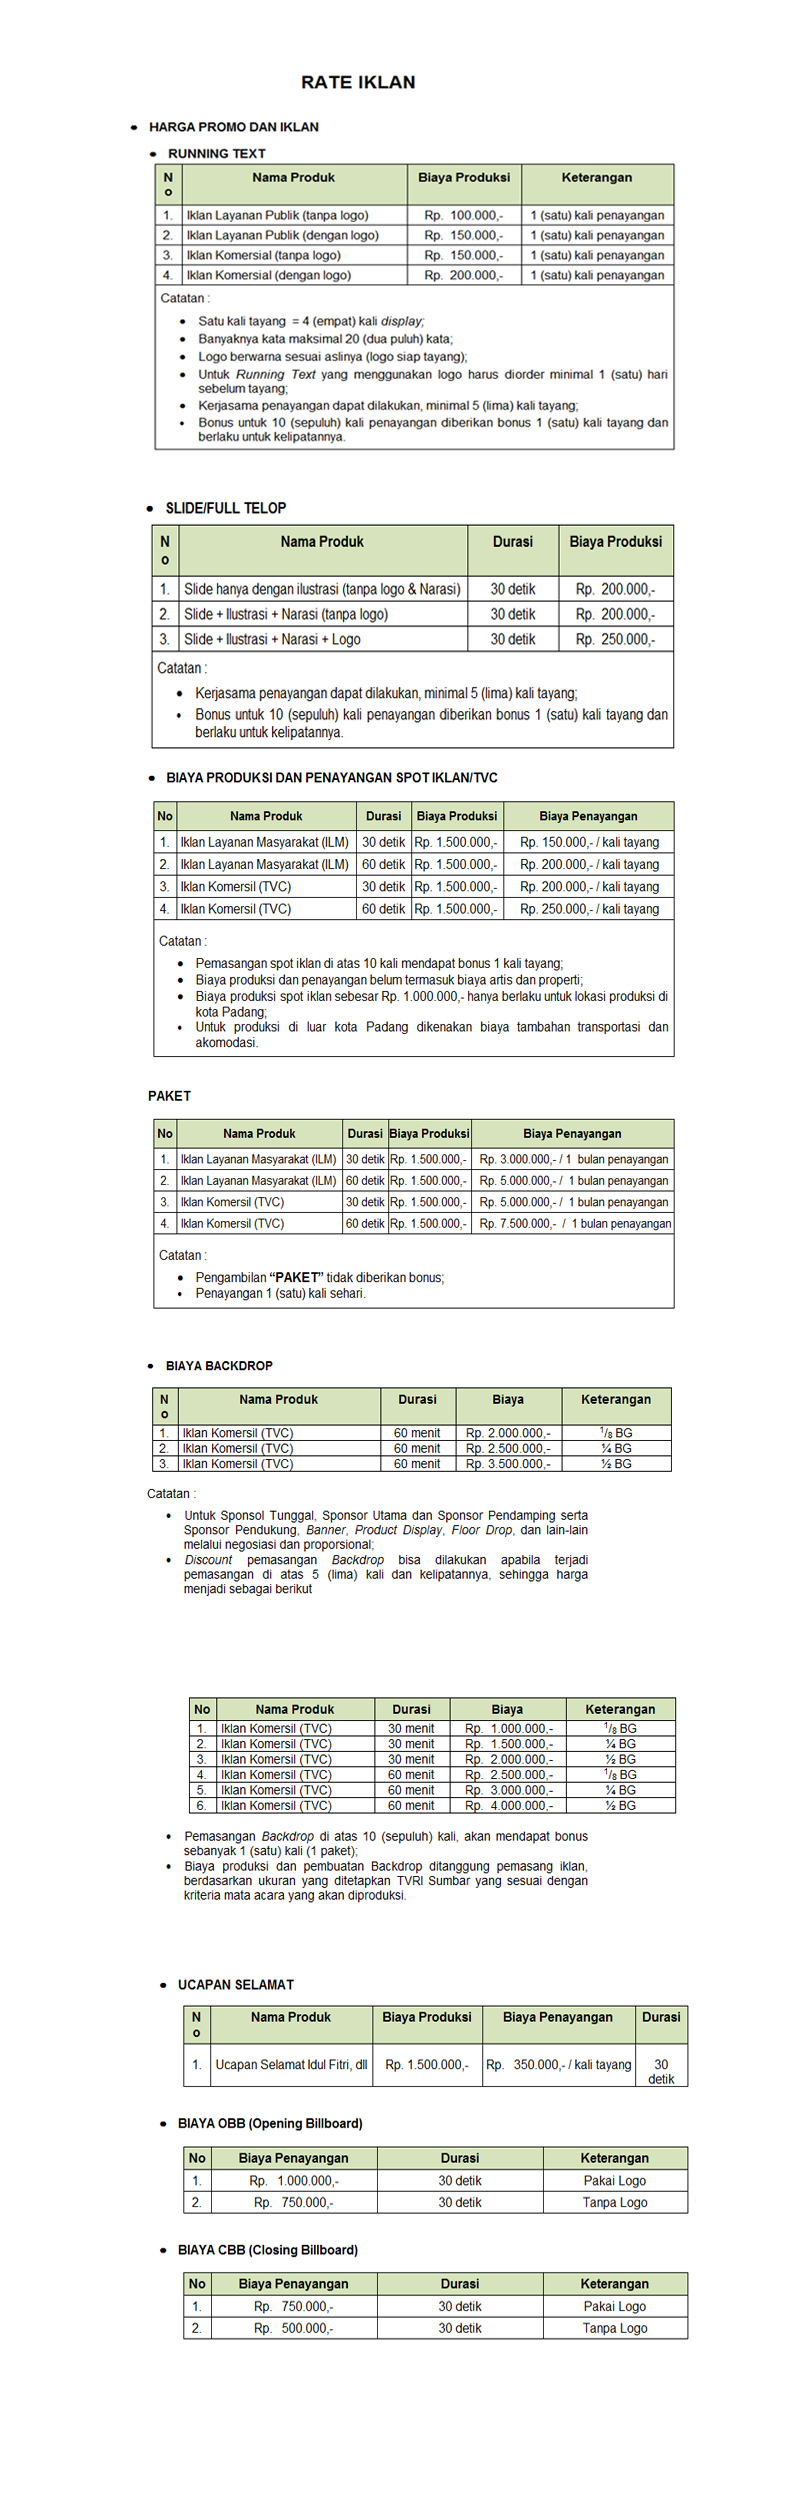 RATE IKLAN
• HARGA PROMO DAN IKLAN
• RUNNING TEXT
No Nama Produk Biaya Produksi Keterangan
1. Iklan Layanan Publik (tanpa logo) Rp. 100.000,- 1 (satu) kali penayangan
2. Iklan Layanan Publik (dengan logo) Rp. 150.000,- 1 (satu) kali penayangan
3. Iklan Komersial (tanpa logo) Rp. 150.000,- 1 (satu) kali penayangan
4. Iklan Komersial (dengan logo) Rp. 200.000,- 1 (satu) kali penayangan
Catatan :
• Satu kali tayang = 4 (empat) kali display;
• Banyaknya kata maksimal 20 (dua puluh) kata;
• Logo berwarna sesuai aslinya (logo siap tayang);
• Untuk Running Text yang menggunakan logo harus diorder minimal 1 (satu) hari
sebelum tayang;
• Kerjasama penayangan dapat dilakukan, minimal 5 (lima) kali tayang;
• Bonus untuk 10 (sepuluh) kali penayangan diberikan bonus 1 (satu) kali tayang dan
berlaku untuk kelipatannya.
• SLIDE/FULL TELOP
No Nama Produk Durasi Biaya Produksi
1. Slide hanya dengan ilustrasi (tanpa logo & Narasi) 30 detik Rp. 200.000,-
2. Slide + Ilustrasi + Narasi (tanpa logo) 30 detik Rp. 200.000,-
3. Slide + Ilustrasi + Narasi + Logo 30 detik Rp. 250.000,-
Catatan :
• Kerjasama penayangan dapat dilakukan, minimal 5 (lima) kali tayang;
• Bonus untuk 10 (sepuluh) kali penayangan diberikan bonus 1 (satu) kali tayang dan
berlaku untuk kelipatannya.
• BIAYA PRODUKSI DAN PENAYANGAN SPOT IKLAN/TVC
No Nama Produk Durasi Biaya Produksi Biaya Penayangan
1. Iklan Layanan Masyarakat (ILM) 30 detik Rp. 1.500.000,- Rp. 150.000,- / kali tayang
2. Iklan Layanan Masyarakat (ILM) 60 detik Rp. 1.500.000,- Rp. 200.000,- / kali tayang
3. Iklan Komersil (TVC) 30 detik Rp. 1.500.000,- Rp. 200.000,- / kali tayang
4. Iklan Komersil (TVC) 60 detik Rp. 1.500.000,- Rp. 250.000,- / kali tayang
Catatan :
• Pemasangan spot iklan di atas 10 kali mendapat bonus 1 kali tayang;
• Biaya produksi dan penayangan belum termasuk biaya artis dan properti;
• Biaya produksi spot iklan sebesar Rp. 1.000.000,- hanya berlaku untuk lokasi produksi di
kota Padang;
• Untuk produksi di luar kota Padang dikenakan biaya tambahan transportasi dan
akomodasi.
PAKET
No Nama Produk Durasi Biaya Produksi Biaya Penayangan
1. Iklan Layanan Masyarakat (ILM) 30 detik Rp. 1.500.000,- Rp. 3.000.000,- / 1 bulan penayangan
2. Iklan Layanan Masyarakat (ILM) 60 detik Rp. 1.500.000,- Rp. 5.000.000,- / 1 bulan penayangan
3. Iklan Komersil (TVC) 30 detik Rp. 1.500.000,- Rp. 5.000.000,- / 1 bulan penayangan
4. Iklan Komersil (TVC) 60 detik Rp. 1.500.000,- Rp. 7.500.000,- / 1 bulan penayangan
Catatan :
• Pengambilan “PAKET” tidak diberikan bonus;
• Penayangan 1 (satu) kali sehari.
• BIAYA BACKDROP
No Nama Produk Durasi Biaya Keterangan
1. Iklan Komersil (TVC) 60 menit Rp. 2.000.000,- 1/8 BG
2. Iklan Komersil (TVC) 60 menit Rp. 2.500.000,- ¼ BG
3. Iklan Komersil (TVC) 60 menit Rp. 3.500.000,- ½ BG
Catatan :
• Untuk Sponsol Tunggal, Sponsor Utama dan Sponsor Pendamping serta
Sponsor Pendukung, Banner, Product Display, Floor Drop, dan lain-lain
melalui negosiasi dan proporsional;
• Discount pemasangan Backdrop bisa dilakukan apabila terjadi
pemasangan di atas 5 (lima) kali dan kelipatannya, sehingga harga
menjadi sebagai berikut
No Nama Produk Durasi Biaya Keterangan
1. Iklan Komersil (TVC) 30 menit Rp. 1.000.000,- 1/8 BG
2. Iklan Komersil (TVC) 30 menit Rp. 1.500.000,- ¼ BG
3. Iklan Komersil (TVC) 30 menit Rp. 2.000.000,- ½ BG
4. Iklan Komersil (TVC) 60 menit Rp. 2.500.000,- 1/8 BG
5. Iklan Komersil (TVC) 60 menit Rp. 3.000.000,- ¼ BG
6. Iklan Komersil (TVC) 60 menit Rp. 4.000.000,- ½ BG
• Pemasangan Backdrop di atas 10 (sepuluh) kali, akan mendapat bonus
sebanyak 1 (satu) kali (1 paket);
• Biaya produksi dan pembuatan Backdrop ditanggung pemasang iklan,
berdasarkan ukuran yang ditetapkan TVRI Sumbar yang sesuai dengan
kriteria mata acara yang akan diproduksi.
• UCAPAN SELAMAT
No Nama Produk Biaya Produksi Biaya Penayangan Durasi
1. Ucapan Selamat Idul Fitri, dll Rp. 1.500.000,- Rp. 350.000,- / kali tayang 30
detik
• BIAYA OBB (Opening Billboard)
No Biaya Penayangan Durasi Keterangan
1. Rp. 1.000.000,- 30 detik Pakai Logo
2. Rp. 750.000,- 30 detik Tanpa Logo
• BIAYA CBB (Closing Billboard)
No Biaya Penayangan Durasi Keterangan
1. Rp. 750.000,- 30 detik Pakai Logo
2. Rp. 500.000,- 30 detik Tanpa Logo